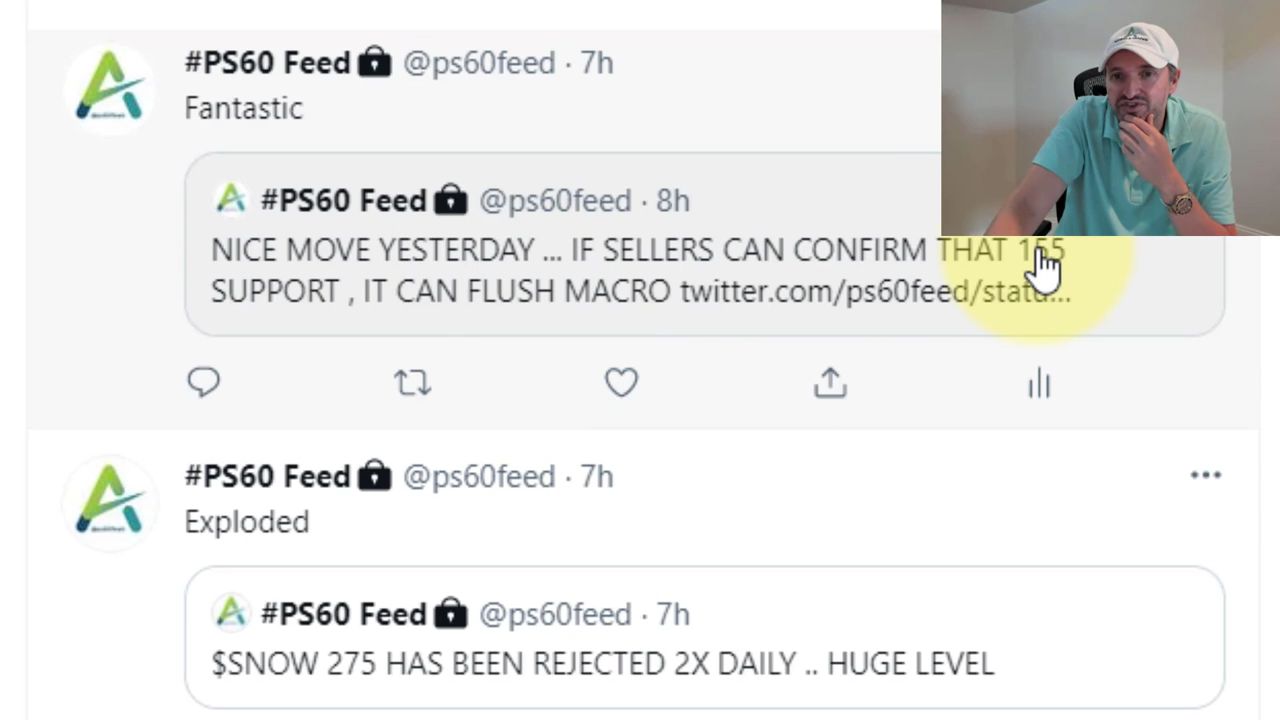 #PS60 Feed @ps60feed · 7h
Fantastic
#PS60 Feed @ps60feed · 8h
NICE MOVE YESTERDAY ... IF SELLERS CAN CONFIRM THAT 155
SUPPORT , IT CAN FLUSH MACRO twitter.com/ps60feed/statu...
#PS60 Feed @ps60feed · 7h
Exploded
#PS60 Feed @ps60feed · 7h
$SNOW 275 HAS BEEN REJECTED 2X DAILY .. HUGE LEVEL